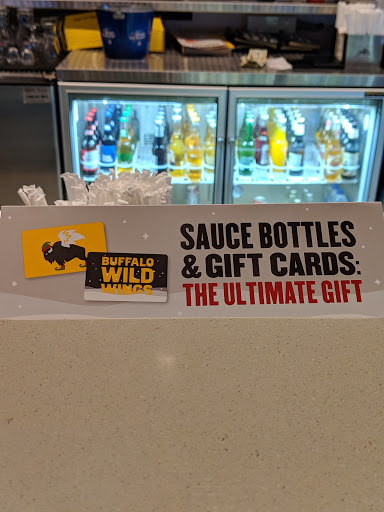 BUFFALO
WILD
WINGS
SAUCE BOTTLES
& GIFT CARDS:
THE ULTIMATE GIFT